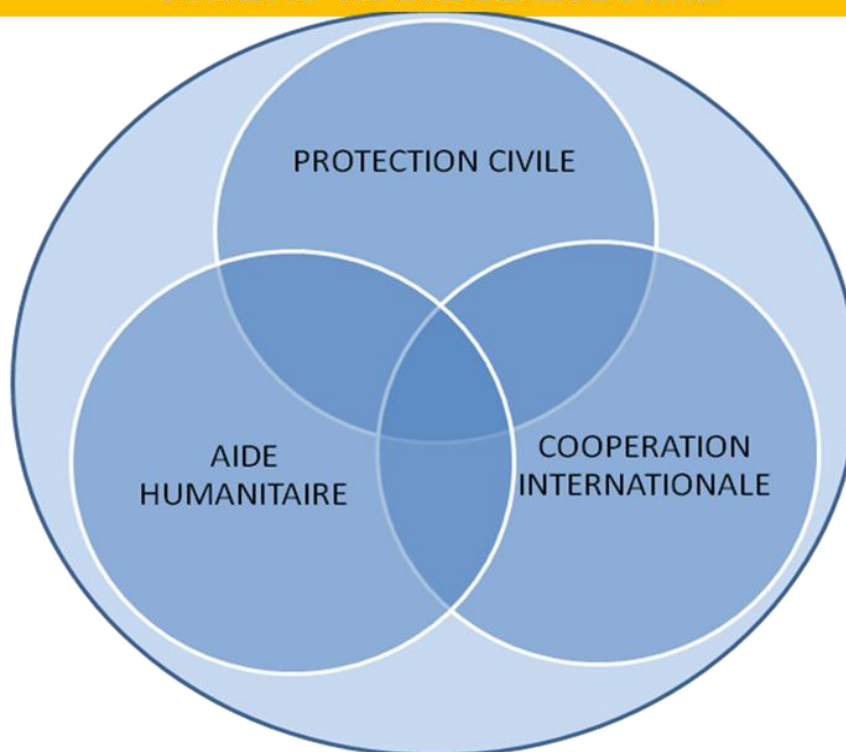 PROTECTION CIVILE
AIDE
HUMANITAIRE
COOPERATION
INTERNATIONALE